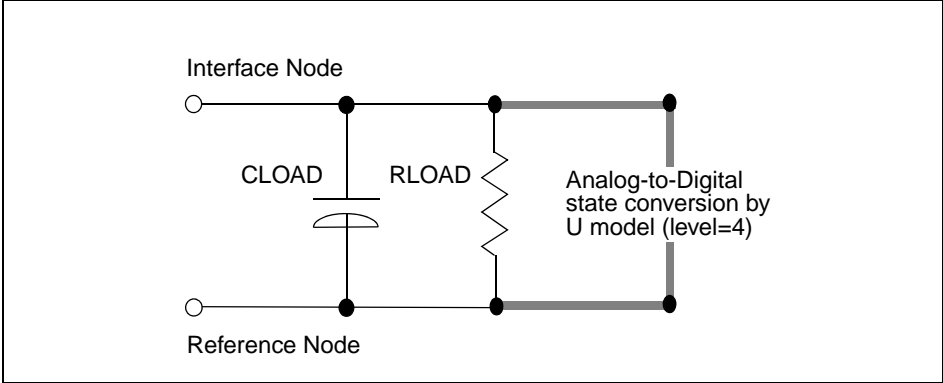 Interface Node
CLOAD
RLOAD
Analog-to-Digital
state conversion by
U model (level=4)
Reference Node